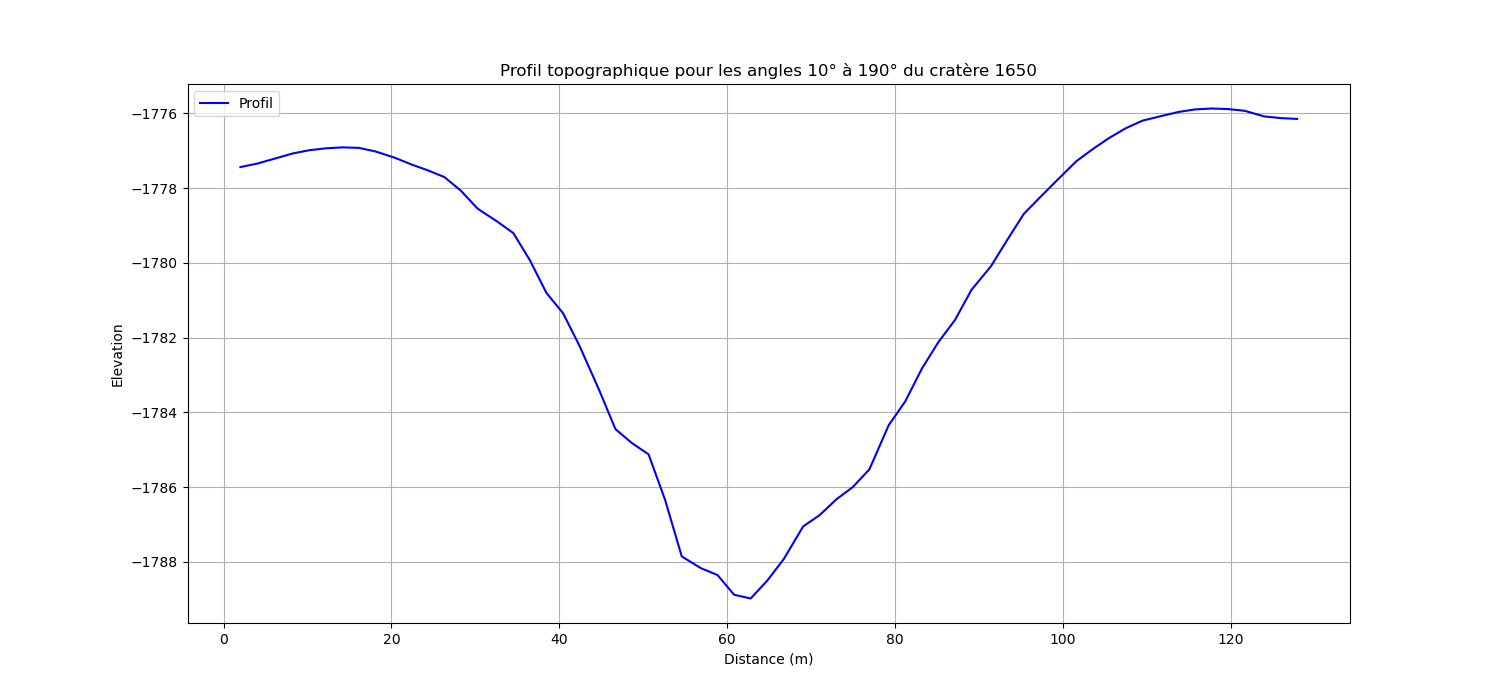 Profil topographique pour les angles 10° à 190° du cratère 1650
Profil
−1776
−1778
−1780
−1782
−1784
−1786
−1788
Elevation
0 20 40 60 80 100 120
Distance (m)